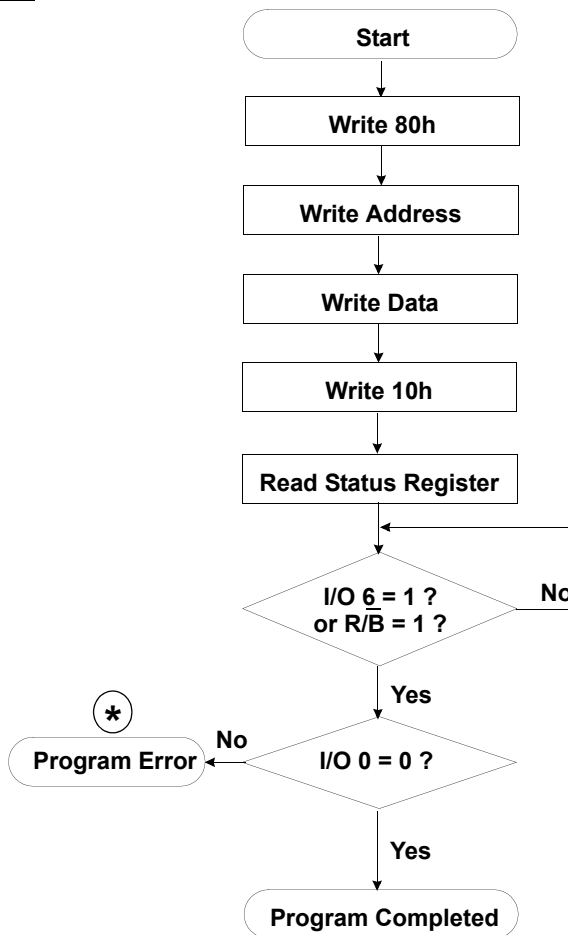 Start
Write 80h
Write Address
Write Data
Write 10h
Read Status Register
I/O 6 = 1 ?
or R/B̅ = 1 ?
No
Yes
*
Program Error
No
I/O 0 = 0 ?
Yes
Program Completed